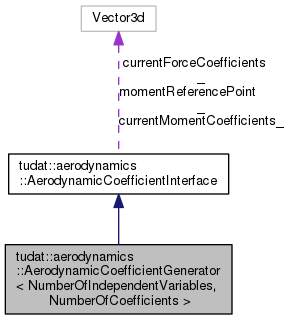 Vector3d
currentForceCoefficients
_
momentReferencePoint
_
currentMomentCoefficients_
tudat::aerodynamics
::AerodynamicCoefficientInterface
tudat::aerodynamics
::AerodynamicCoefficientGenerator
< NumberOfIndependentVariables,
NumberOfCoefficients >